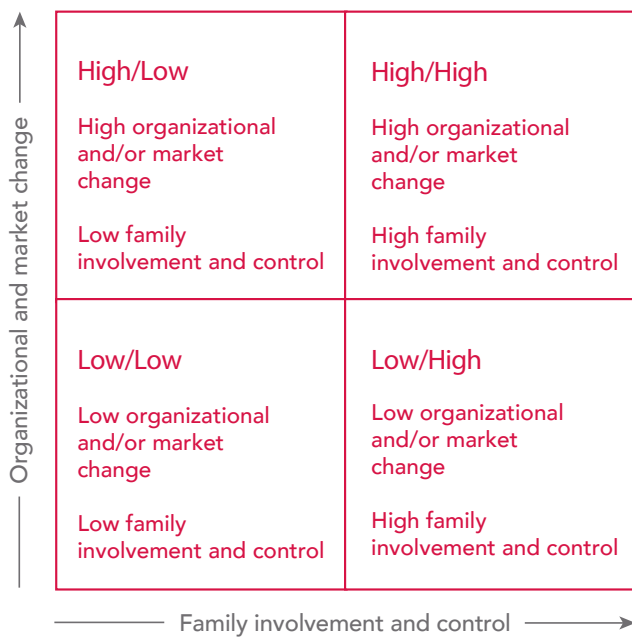 Organizational and market change
High/Low
High organizational
and/or market
change
Low family
involvement and control
High/High
High organizational
and/or market
change
High family
involvement and control
Low/Low
Low organizational
and/or market
change
Low family
involvement and control
Low/High
Low organizational
and/or market
change
High family
involvement and control
Family involvement and control